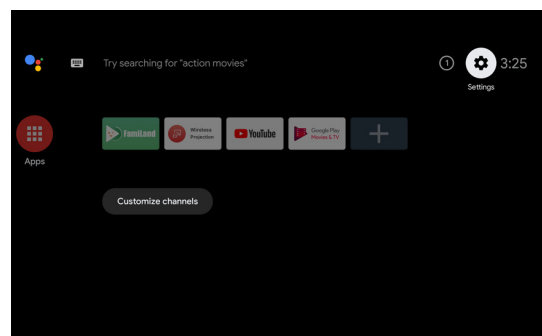 Try searching for "action movies"
1
3:25
Settings
Apps
Familand
Wireless
Projection
YouTube
Google Play
Movies & TV
Customize channels